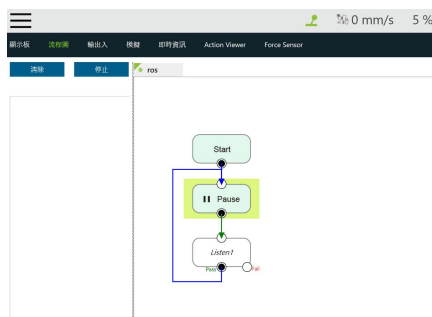 0 mm/s 5 %
顯示板 流程圖 輸出入 模擬 即時資訊 Action Viewer Force Sensor
清除 停止 ros
Start
Pause
Listen1
Pass Fail